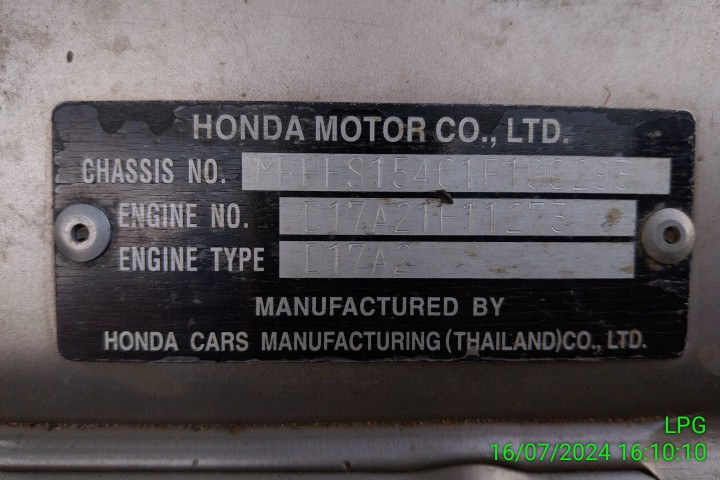 HONDA MOTOR CO., LTD.
CHASSIS NO.
ENGINE NO.
ENGINE TYPE D17A2
MANUFACTURED BY
HONDA CARS MANUFACTURING (THAILAND)CO., LTD.
LPG
16/07/2024 16:10:10